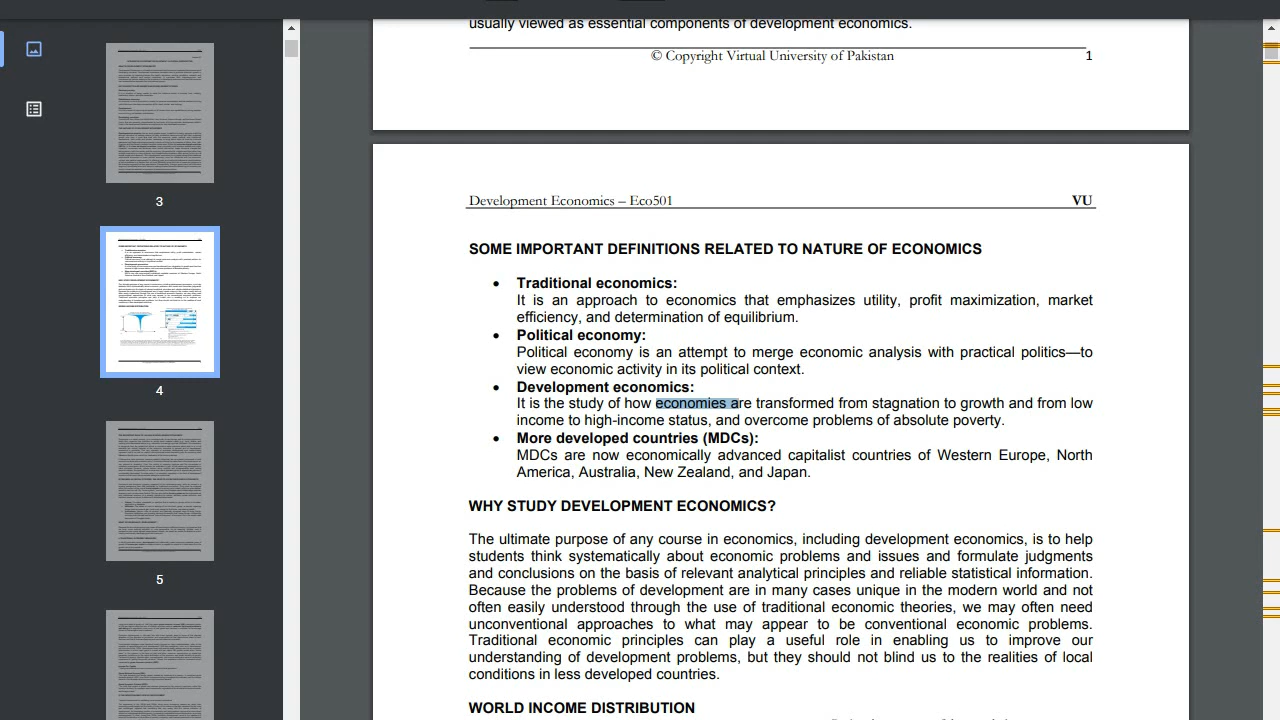 usually viewed as essential components of development economics.
© Copyright Virtual University of Pakistan 1
3
4
5
Development Economics – Eco501 VU
SOME IMPORTANT DEFINITIONS RELATED TO NATURE OF ECONOMICS
• Traditional economics:
It is an approach to economics that emphasizes utility, profit maximization, market
efficiency, and determination of equilibrium.
• Political economy:
Political economy is an attempt to merge economic analysis with practical politics—to
view economic activity in its political context.
• Development economics:
It is the study of how economies are transformed from stagnation to growth and from low
income to high-income status, and overcome problems of absolute poverty.
• More developed countries (MDCs):
MDCs are now economically advanced capitalist countries of Western Europe, North
America, Australia, New Zealand, and Japan.
WHY STUDY DEVELOPMENT ECONOMICS?
The ultimate purpose of any course in economics, including development economics, is to help
students think systematically about economic problems and issues and formulate judgments
and conclusions on the basis of relevant analytical principles and reliable statistical information.
Because the problems of development are in many cases unique in the modern world and not
often easily understood through the use of traditional economic theories, we may often need
unconventional approaches to what may appear to be conventional economic problems.
Traditional economic principles can play a useful role in enabling us to improve our
understanding of development problems, but they should not blind us to the realities of local
conditions in less developed countries.
WORLD INCOME DISTRIBUTION